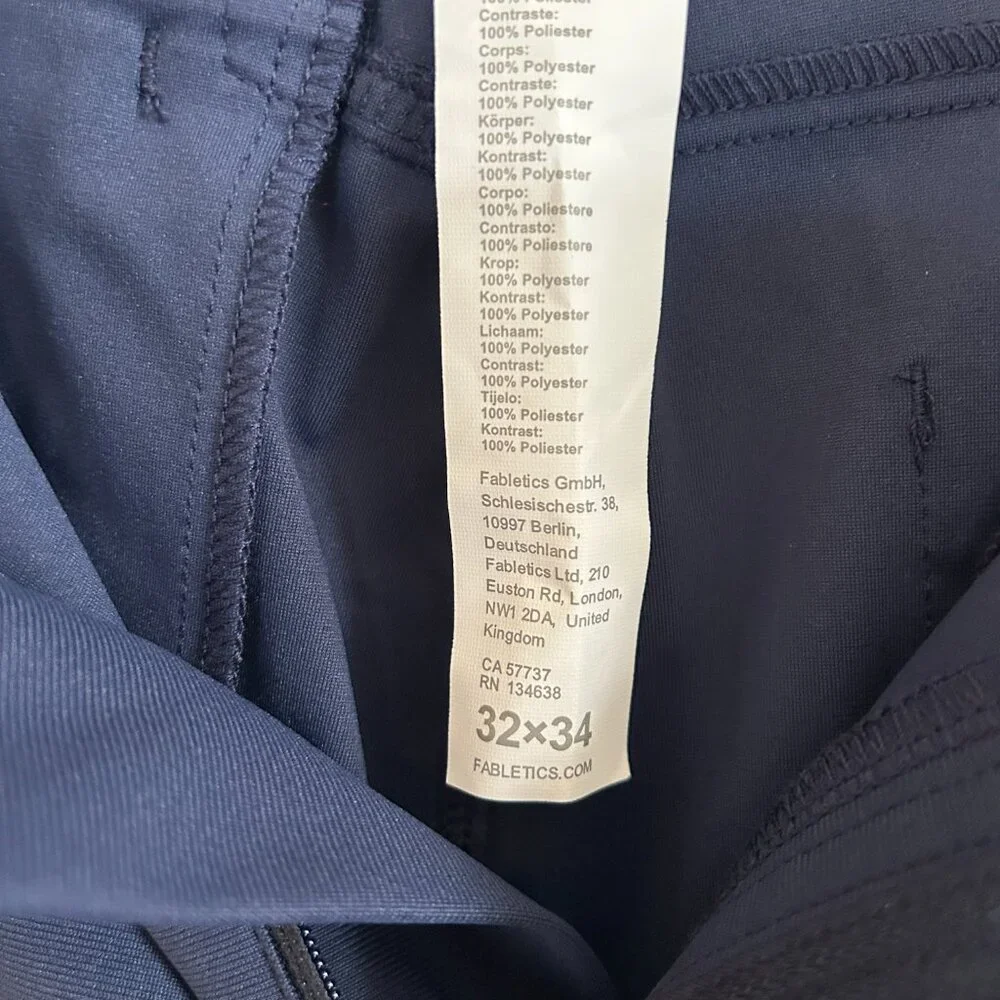 100% Poliester
Contraste:
100% Poliester
Corps:
100% Polyester
Contraste:
100% Polyester
Körper:
100% Polyester
Kontrast:
100% Polyester
Corpo:
100% Poliestere
Contrasto:
100% Poliestere
Krop:
100% Polyester
Kontrast:
100% Polyester
Lichaam:
100% Polyester
Contrast:
100% Polyester
Tijelo:
100% Poliester
Kontrast:
100% Poliester
Fabletics GmbH,
Schlesischestr. 38,
10997 Berlin,
Deutschland
Fabletics Ltd, 210
Euston Rd, London,
NW1 2DA, United
Kingdom
CA 57737
RN 134638
32×34
FABLETICS.COM